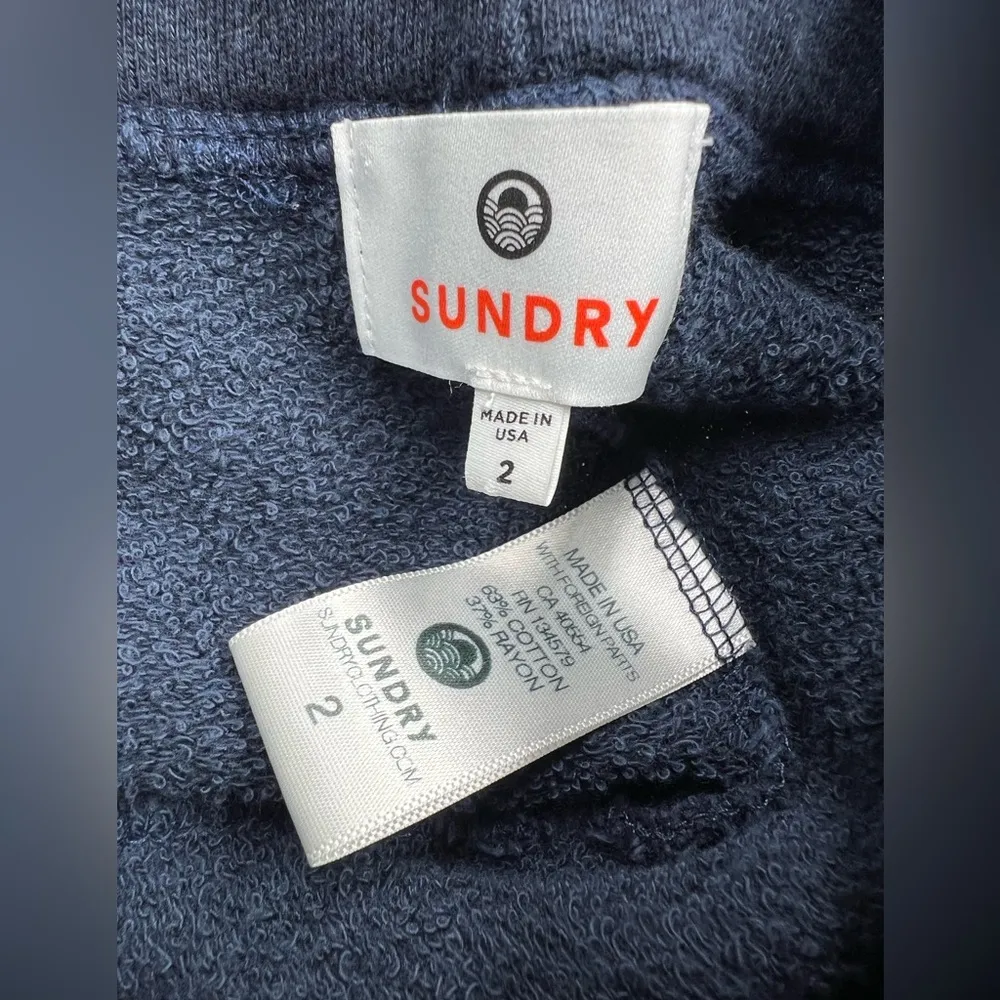 SUNDRY
MADE IN
USA
2
MADE IN USA
WITH FOREIGN PARTS
CA 40554
RN 134579
63% COTTON
37% RAYON
SUNDRY
SUNDRYCLOTHING.COM
2